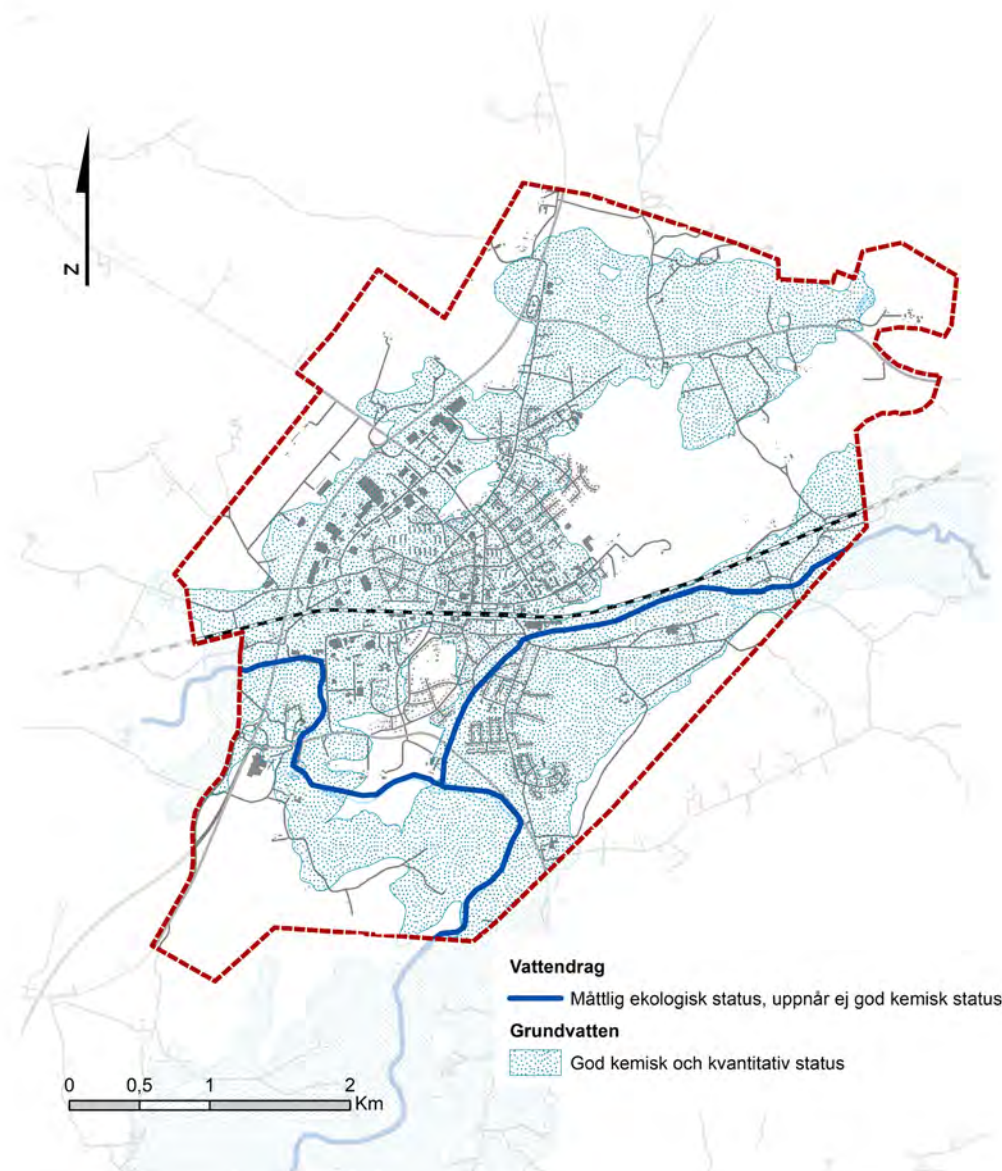 N
Vattendrag
Måttlig ekologisk status, uppnår ej god kemisk status
Grundvatten
God kemisk och kvantitativ status
0 0,5 1 2
Km